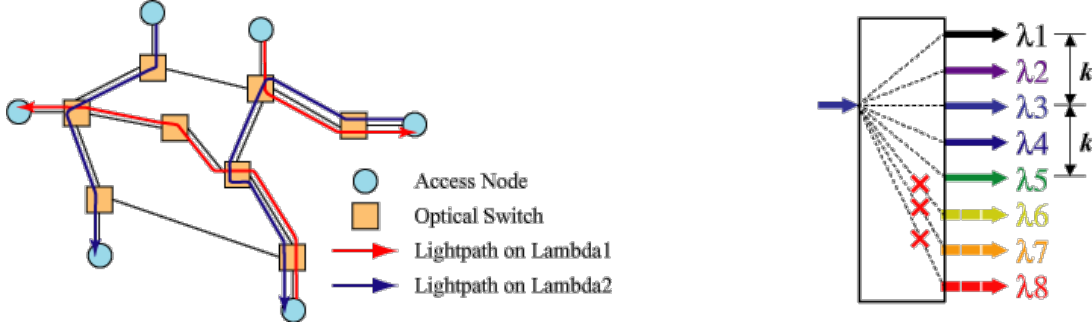 Access Node
Optical Switch
Lightpath on Lambda1
Lightpath on Lambda2
λ1
λ2
λ3
λ4
λ5
λ6
λ7
λ8
k
k